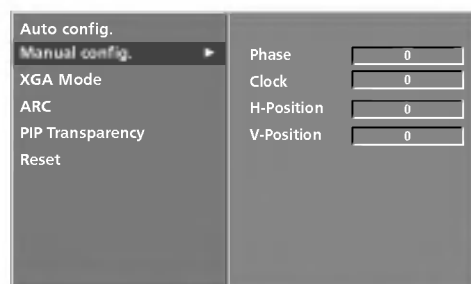 Auto config.
Manual config. ►
XGA Mode
ARC
PIP Transparency
Reset
Phase 0
Clock 0
H-Position 0
V-Position 0